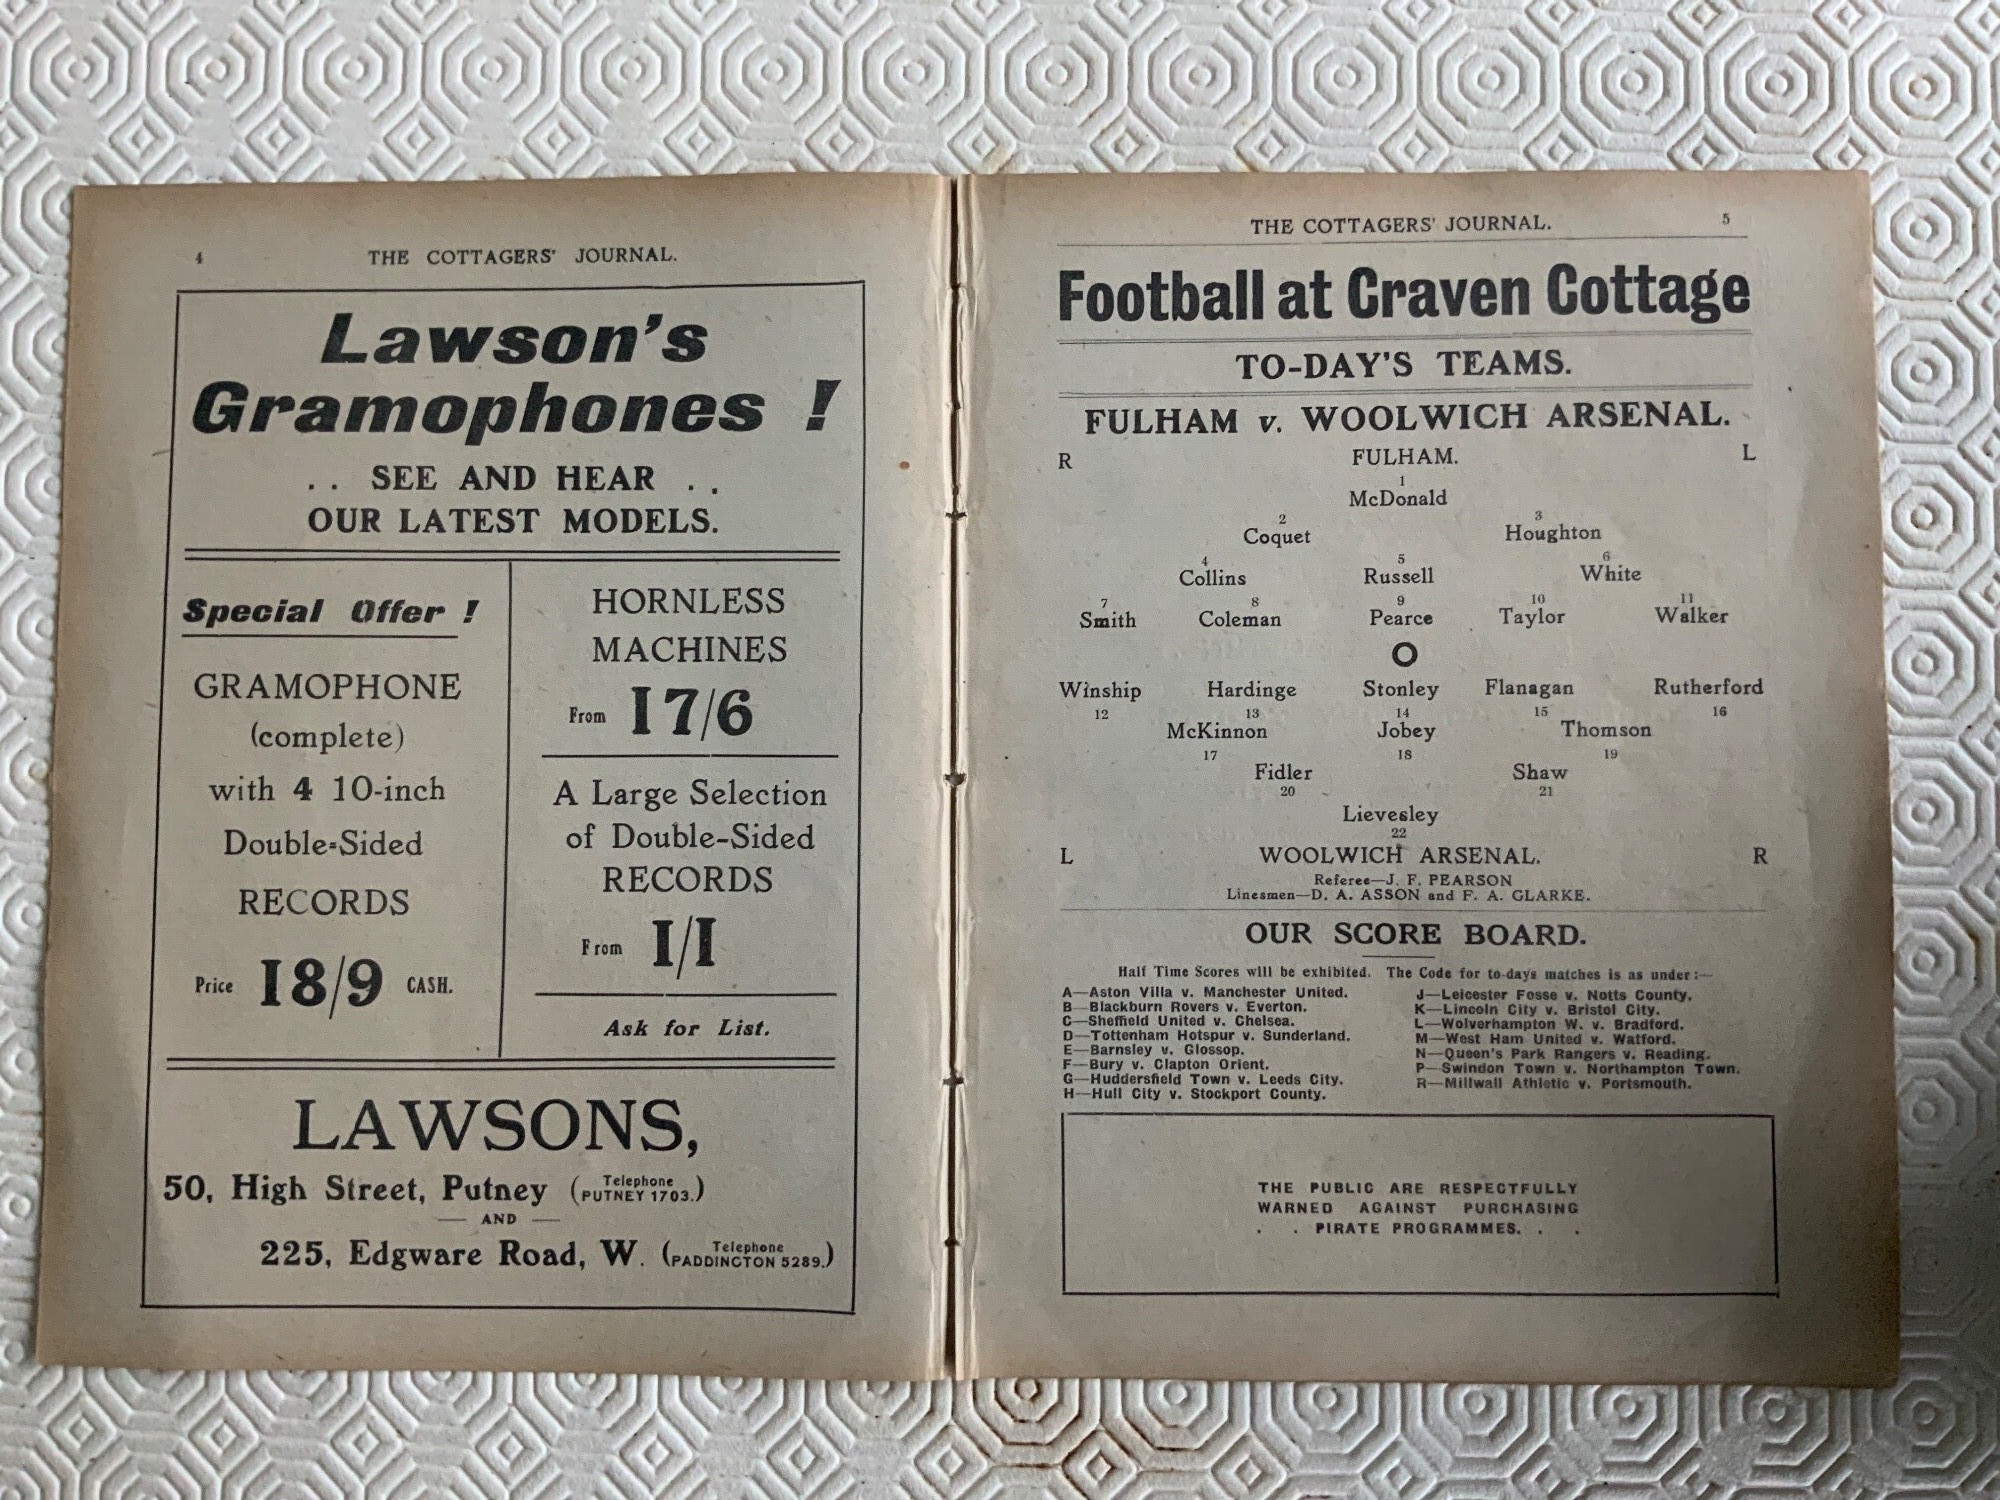 4
THE COTTAGERS' JOURNAL.
Lawson's
Gramophones !
. . SEE AND HEAR . .
OUR LATEST MODELS.
Special Offer !
GRAMOPHONE
(complete)
with 4 10-inch
Double-Sided
RECORDS
Price 18/9 CASH.
HORNLESS
MACHINES
From 17/6
A Large Selection
of Double-Sided
RECORDS
From 1/1
Ask for List.
LAWSONS,
50, High Street, Putney (Telephone PUTNEY 1703.)
— AND —
225, Edgware Road, W. (Telephone PADDINGTON 5289.)
THE COTTAGERS' JOURNAL.
5
Football at Craven Cottage
TO-DAY'S TEAMS.
FULHAM v. WOOLWICH ARSENAL.
R FULHAM. L
1
McDonald
2 3
Coquet Houghton
4 5 6
Collins Russell White
7 8 9 10 11
Smith Coleman Pearce Taylor Walker
O
Winship Hardinge Stonley Flanagan Rutherford
12 13 14 15 16
McKinnon Jobey Thomson
17 18 19
Fidler Shaw
20 21
Lievesley
22
L WOOLWICH ARSENAL. R
Referee—J. F. PEARSON
Linesmen—D. A. ASSON and F. A. GLARKE.
OUR SCORE BOARD.
Half Time Scores will be exhibited. The Code for to-days matches is as under:—
A—Aston Villa v. Manchester United.
B—Blackburn Rovers v. Everton.
C—Sheffield United v. Chelsea.
D—Tottenham Hotspur v. Sunderland.
E—Barnsley v. Glossop.
F—Bury v. Clapton Orient.
G—Huddersfield Town v. Leeds City.
H—Hull City v. Stockport County.
J—Leicester Fosse v. Notts County.
K—Lincoln City v. Bristol City.
L—Wolverhampton W. v. Bradford.
M—West Ham United v. Watford.
N—Queen's Park Rangers v. Reading.
P—Swindon Town v. Northampton Town.
R—Millwall Athletic v. Portsmouth.
THE PUBLIC ARE RESPECTFULLY
WARNED AGAINST PURCHASING
. . PIRATE PROGRAMMES. . .